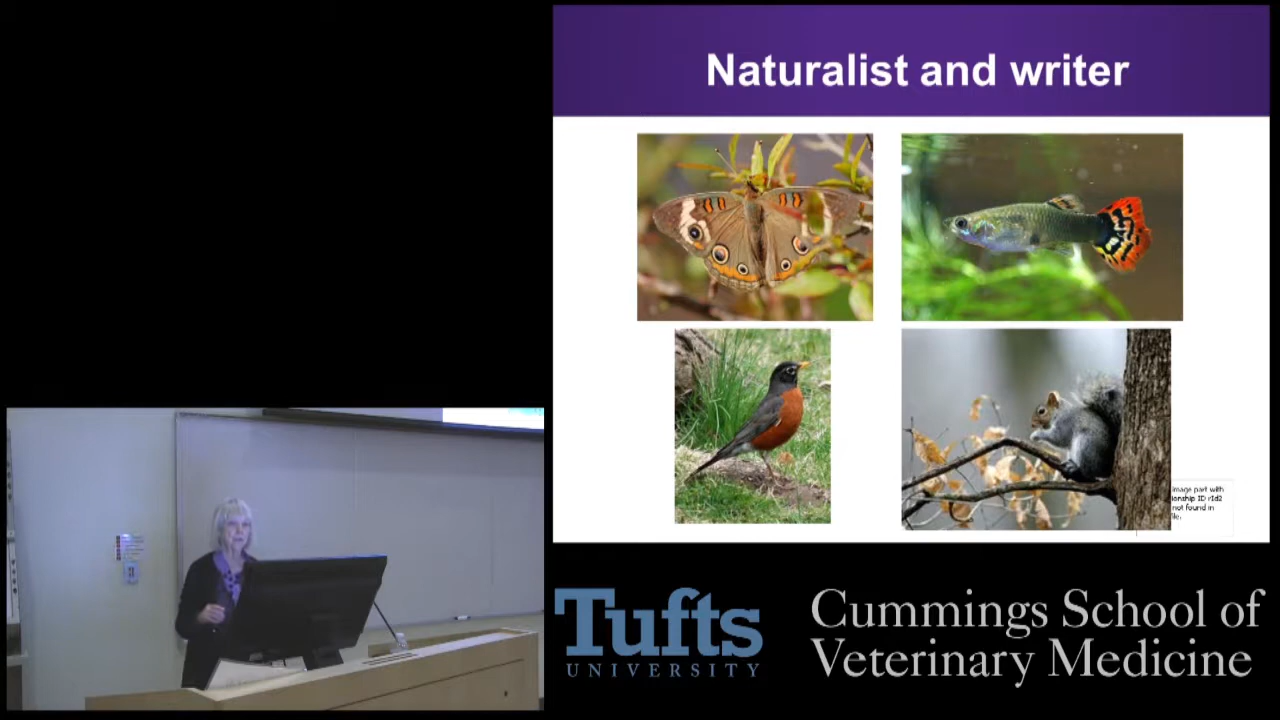 Naturalist and writer
image part with
ionship ID rId2
not found in
ile.
Tufts
UNIVERSITY
Cummings School of
Veterinary Medicine